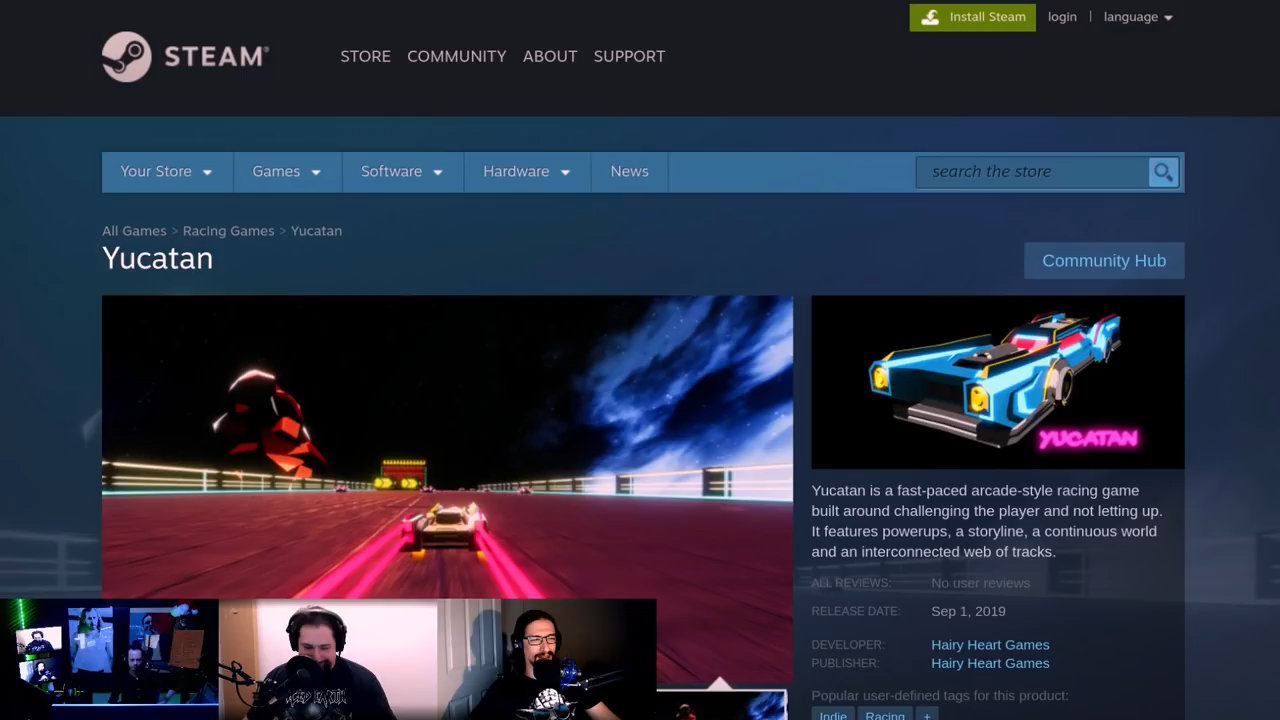 Install Steam
login
language
STEAM®
STORE
COMMUNITY
ABOUT
SUPPORT
Your Store
Games
Software
Hardware
News
search the store
All Games > Racing Games > Yucatan
Yucatan
Community Hub
YUCATAN
Yucatan is a fast-paced arcade-style racing game
built around challenging the player and not letting up.
It features powerups, a storyline, a continuous world
and an interconnected web of tracks.
ALL REVIEWS: No user reviews
RELEASE DATE: Sep 1, 2019
DEVELOPER: Hairy Heart Games
PUBLISHER: Hairy Heart Games
Popular user-defined tags for this product:
Indie
Racing
+
ICED EARTH